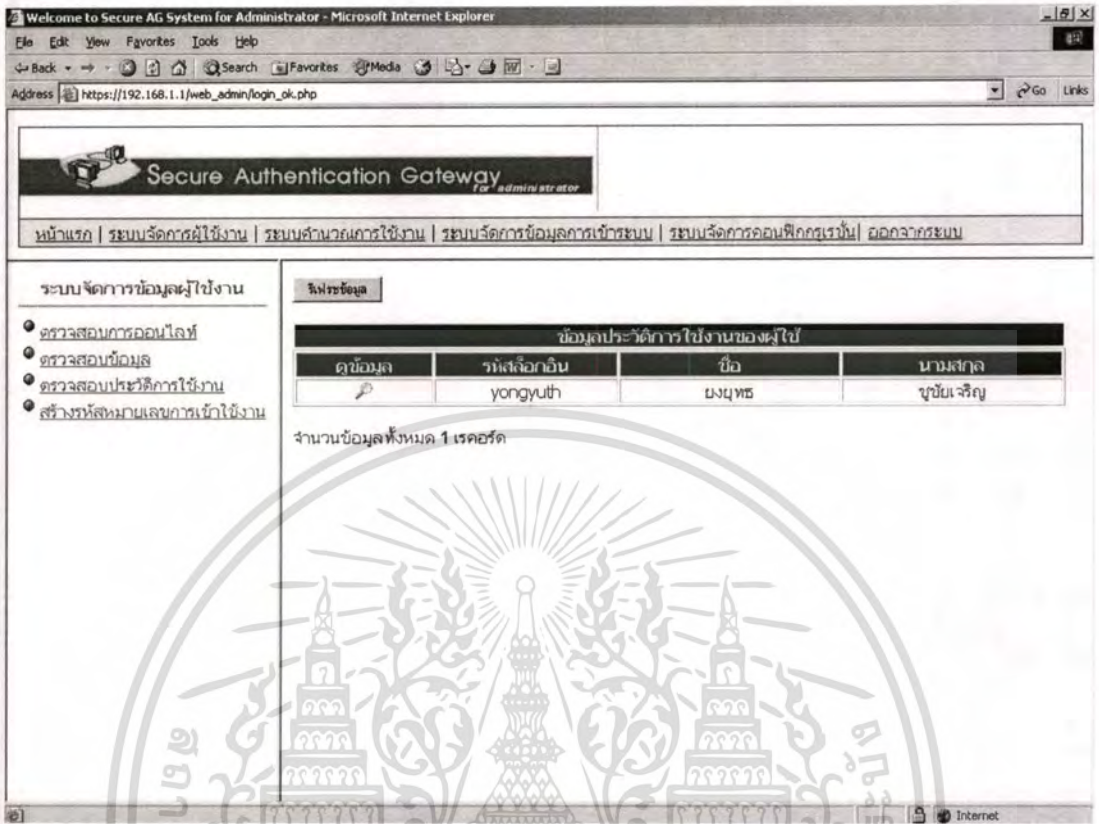 Welcome to Secure AG System for Administrator - Microsoft Internet Explorer
File Edit View Favorites Tools Help
Back Search Favorites Media
Address https://192.168.1.1/web_admin/login_ok.php Go Links
Secure Authentication Gateway
for administrator
หน้าแรก | ระบบจัดการผู้ใช้งาน | ระบบคำนวณการใช้งาน | ระบบจัดการข้อมูลการเข้าระบบ | ระบบจัดการคอนฟิกกูเรชั่น| ออกจากระบบ
ระบบจัดการข้อมูลผู้ใช้งาน
ตรวจสอบการออนไลท์
ตรวจสอบข้อมูล
ตรวจสอบประวัติการใช้งาน
สร้างรหัสหมายเลขการเข้าใช้งาน
รีเฟรชข้อมูล
ข้อมูลประวัติการใช้งานของผู้ใช้
ดูข้อมูล รหัสล็อกอิน ชื่อ นามสกุล
yongyuth ยงยุทธ ชูชัยเจริญ
จำนวนข้อมูลทั้งหมด 1 เรคอร์ด
Internet